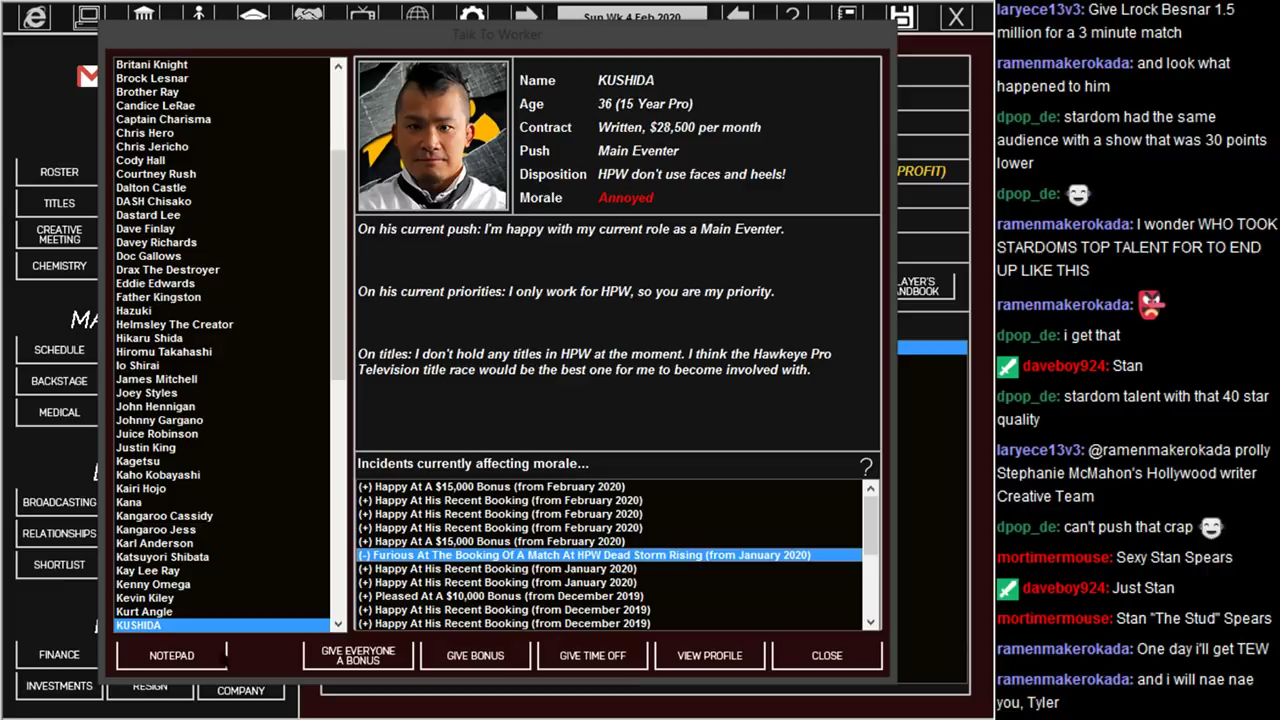 Sun Wk 4 Feb 2020
Talk To Worker
ROSTER
TITLES
CREATIVE
MEETING
CHEMISTRY
MA
SCHEDULE
BACKSTAGE
MEDICAL
BROADCASTING
RELATIONSHIPS
SHORTLIST
FINANCE
INVESTMENTS
RESIGN
COMPANY
Britani Knight
Brock Lesnar
Brother Ray
Candice LeRae
Captain Charisma
Chris Hero
Chris Jericho
Cody Hall
Courtney Rush
Dalton Castle
DASH Chisako
Dastard Lee
Dave Finlay
Davey Richards
Doc Gallows
Drax The Destroyer
Eddie Edwards
Father Kingston
Hazuki
Helmsley The Creator
Hikaru Shida
Hiromu Takahashi
Io Shirai
James Mitchell
Joey Styles
John Hennigan
Johnny Gargano
Juice Robinson
Justin King
Kagetsu
Kaho Kobayashi
Kairi Hojo
Kana
Kangaroo Cassidy
Kangaroo Jess
Karl Anderson
Katsuyori Shibata
Kay Lee Ray
Kenny Omega
Kevin Kiley
Kurt Angle
KUSHIDA
Name KUSHIDA
Age 36 (15 Year Pro)
Contract Written, $28,500 per month
Push Main Eventer
Disposition HPW don't use faces and heels!
Morale Annoyed
On his current push: I'm happy with my current role as a Main Eventer.
On his current priorities: I only work for HPW, so you are my priority.
On titles: I don't hold any titles in HPW at the moment. I think the Hawkeye Pro
Television title race would be the best one for me to become involved with.
Incidents currently affecting morale...
?
(+) Happy At A $15,000 Bonus (from February 2020)
(+) Happy At His Recent Booking (from February 2020)
(+) Happy At His Recent Booking (from February 2020)
(+) Happy At His Recent Booking (from February 2020)
(+) Happy At A $15,000 Bonus (from February 2020)
(-) Furious At The Booking Of A Match At HPW Dead Storm Rising (from January 2020)
(+) Happy At His Recent Booking (from January 2020)
(+) Happy At His Recent Booking (from January 2020)
(+) Pleased At A $10,000 Bonus (from December 2019)
(+) Happy At His Recent Booking (from December 2019)
(+) Happy At His Recent Booking (from December 2019)
NOTEPAD
GIVE EVERYONE
A BONUS
GIVE BONUS
GIVE TIME OFF
VIEW PROFILE
CLOSE
PROFIT)
LAYER'S
ANDBOOK
laryece13v3: Give Lrock Besnar 1.5
million for a 3 minute match
ramenmakerokada: and look what
happened to him
dpop_de: stardom had the same
audience with a show that was 30 points
lower
dpop_de:
ramenmakerokada: I wonder WHO TOOK
STARDOMS TOP TALENT FOR TO END
UP LIKE THIS
ramenmakerokada:
dpop_de: i get that
daveboy924: Stan
dpop_de: stardom talent with that 40 star
quality
laryece13v3: @ramenmakerokada prolly
Stephanie McMahon's Hollywood writer
Creative Team
dpop_de: can't push that crap
mortimermouse: Sexy Stan Spears
daveboy924: Just Stan
mortimermouse: Stan "The Stud" Spears
ramenmakerokada: One day i'll get TEW
ramenmakerokada: and i will nae nae
you, Tyler